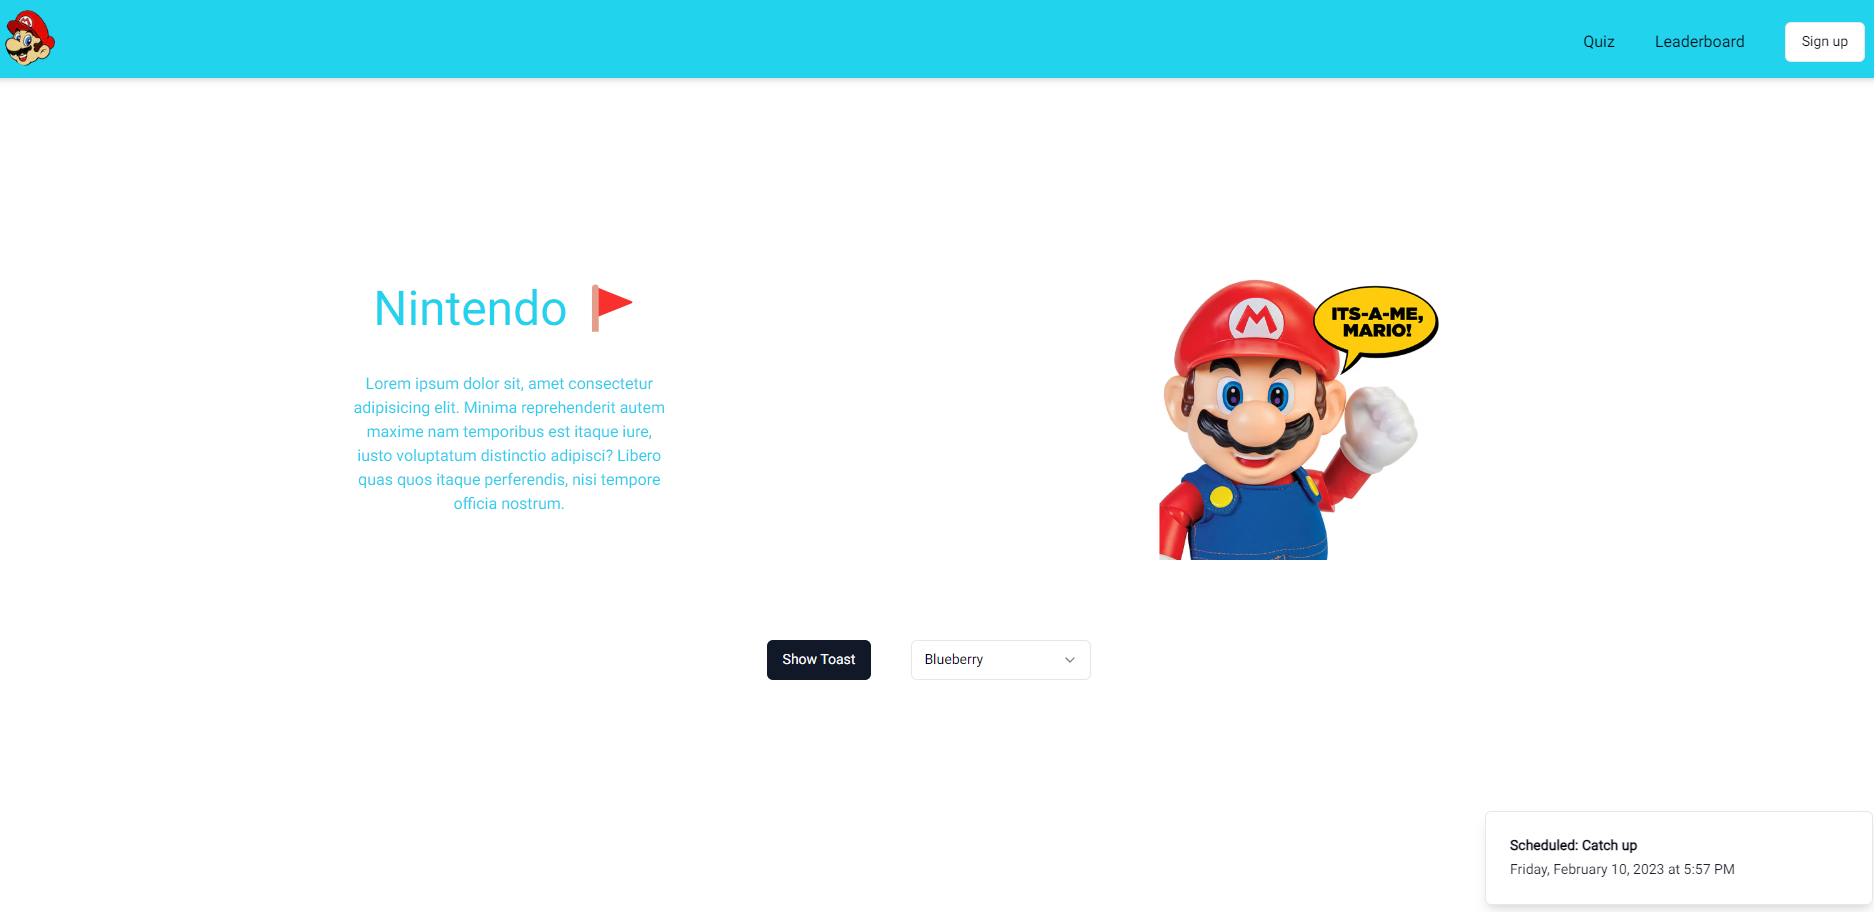 Quiz
Leaderboard
Sign up
Nintendo
Lorem ipsum dolor sit, amet consectetur
adipisicing elit. Minima reprehenderit autem
maxime nam temporibus est itaque iure,
iusto voluptatum distinctio adipisci? Libero
quas quos itaque perferendis, nisi tempore
officia nostrum.
M
ITS-A-ME,
MARIO!
Show Toast
Blueberry
Scheduled: Catch up
Friday, February 10, 2023 at 5:57 PM